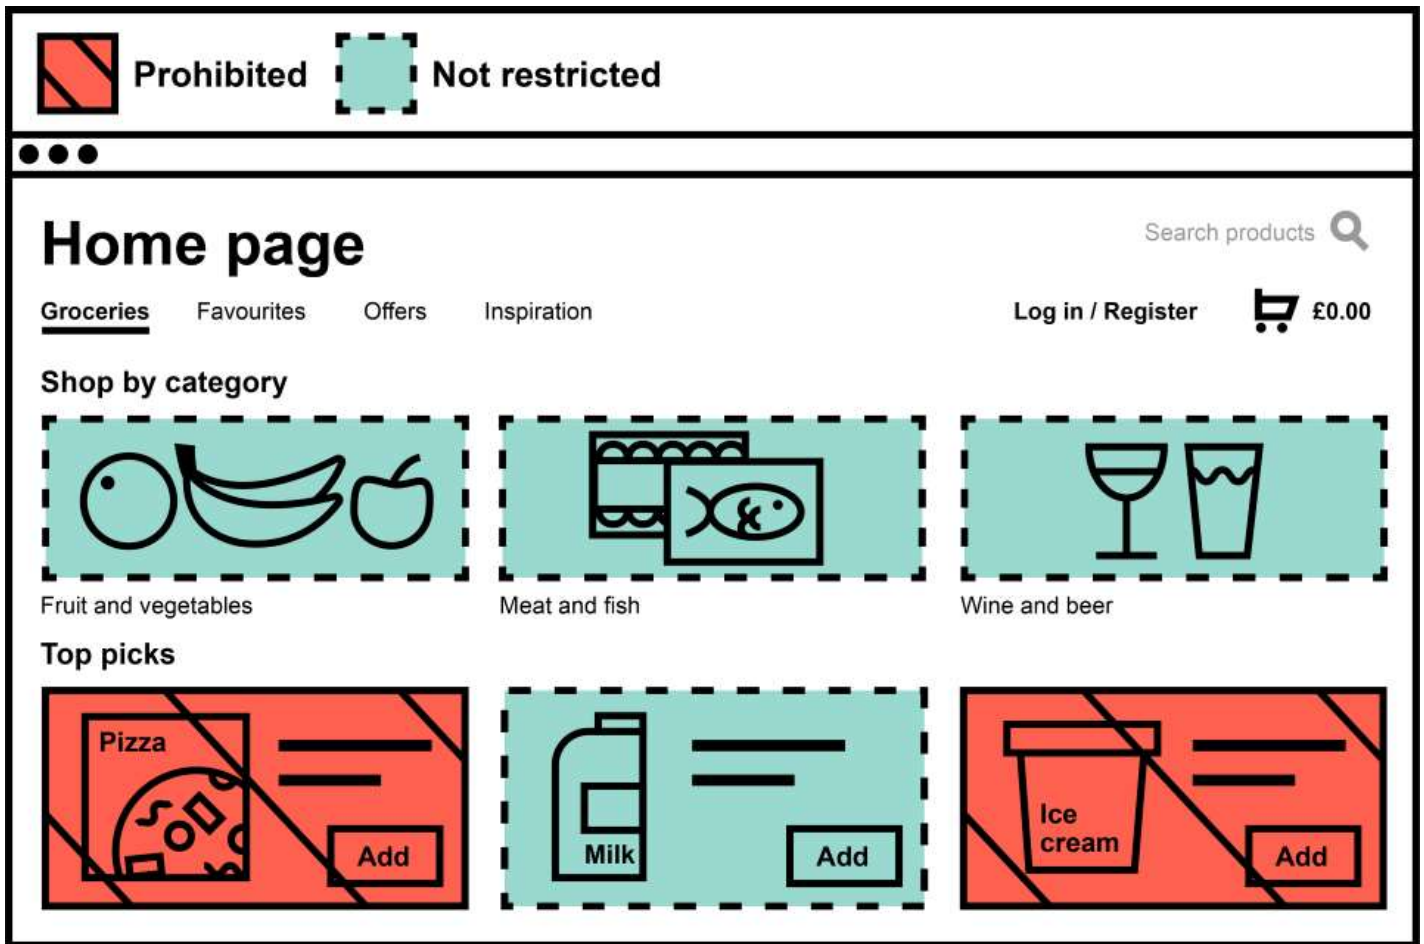 Prohibited
Not restricted
Home page
Search products
Groceries
Favourites
Offers
Inspiration
Log in / Register
£0.00
Shop by category
Fruit and vegetables
Meat and fish
Wine and beer
Top picks
Pizza
Add
Milk
Add
Ice
cream
Add